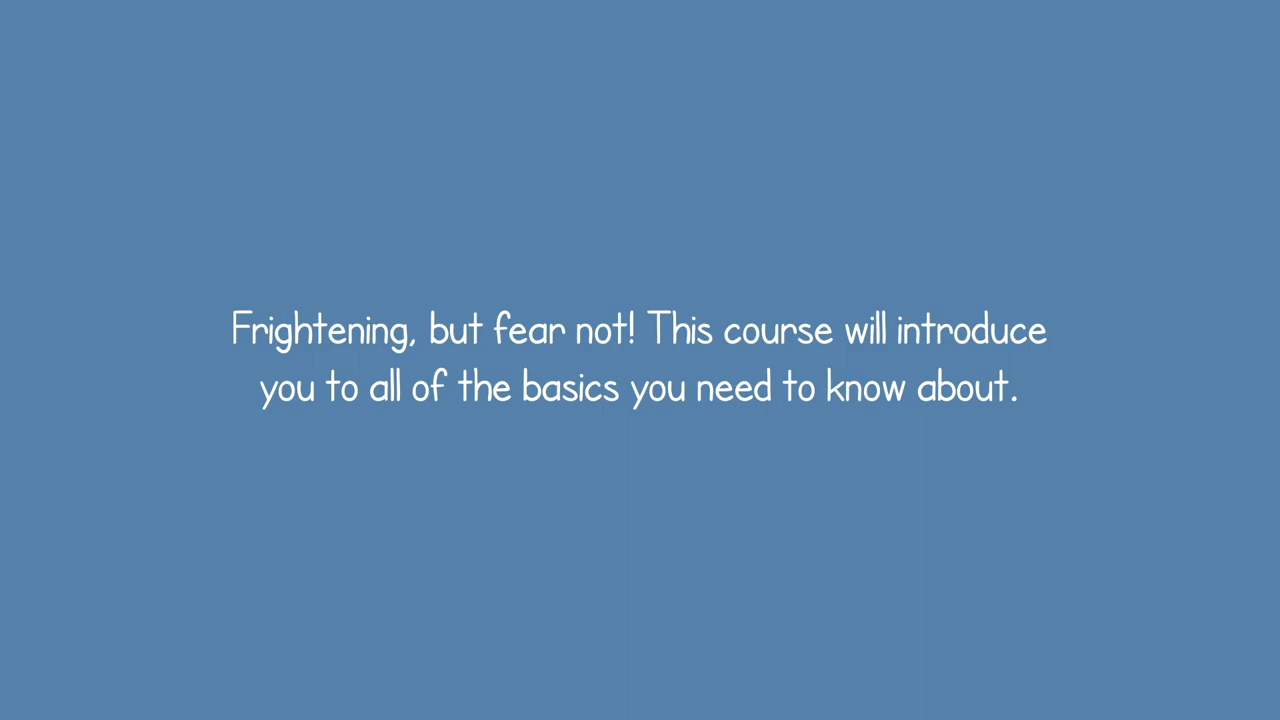 Frightening, but fear not! This course will introduce
you to all of the basics you need to know about.